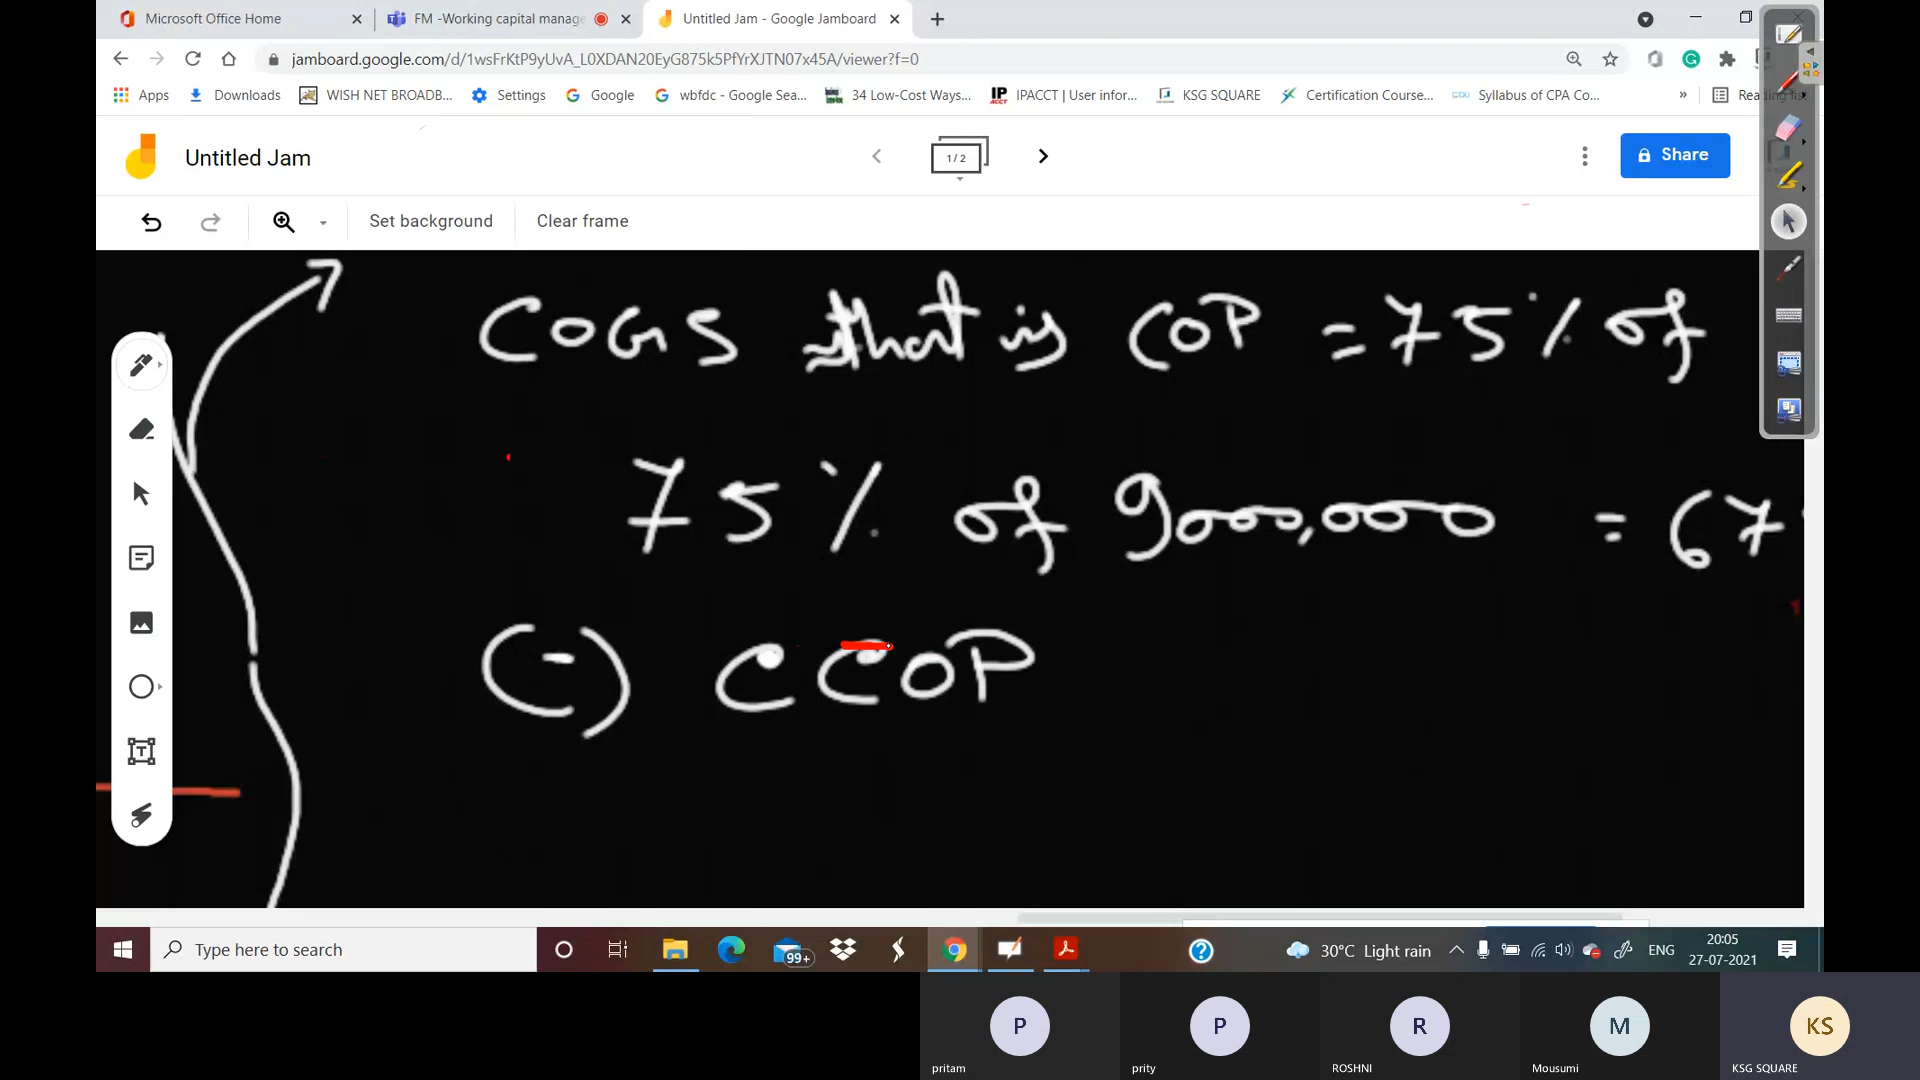 Microsoft Office Home
FM -Working capital manage
Untitled Jam - Google Jamboard
jamboard.google.com/d/1wsFrKtP9yUvA_L0XDAN20EyG875k5PfYrXJTN07x45A/viewer?f=0
Apps
Downloads
WISH NET BROADB...
Settings
Google
wbfdc - Google Sea...
34 Low-Cost Ways...
IPACCT | User infor...
KSG SQUARE
Certification Course...
Syllabus of CPA Co...
»
Untitled Jam
1 / 2
Share
Set background
Clear frame
COGS that is COP = 75% of
75% of 9000,000 = 67
(-) CCOP
Type here to search
99+
30°C Light rain
ENG
20:05
27-07-2021
P
P
R
M
KS
pritam
prity
ROSHNI
Mousumi
KSG SQUARE